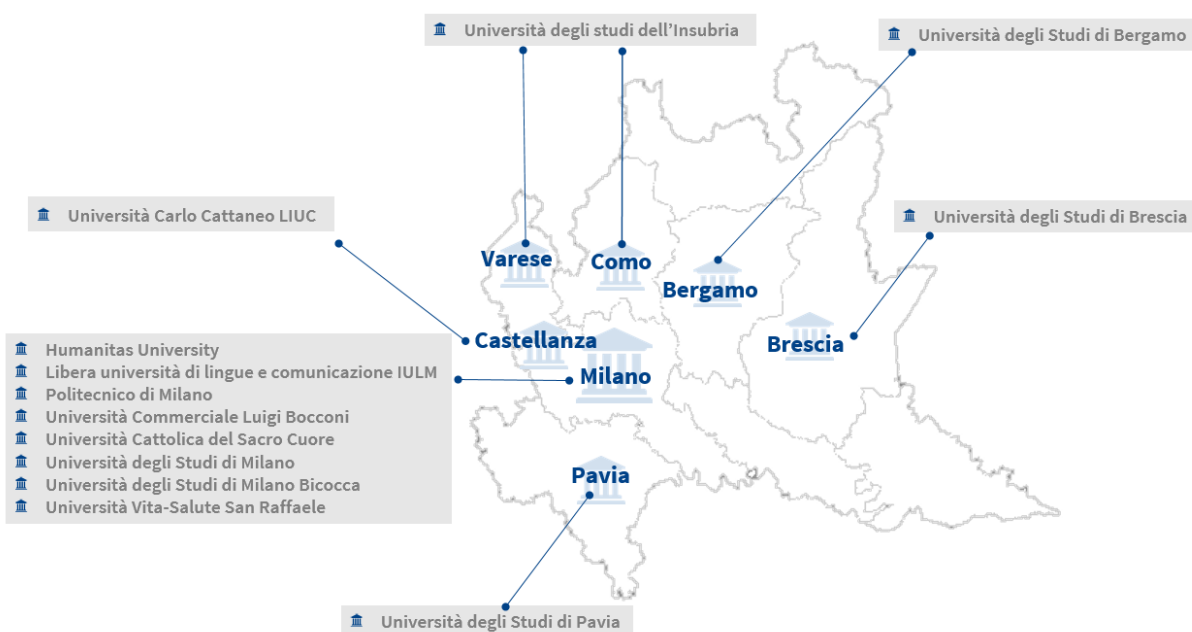 Università degli studi dell'Insubria
Università degli Studi di Bergamo
Università Carlo Cattaneo LIUC
Università degli Studi di Brescia
Varese
Como
Bergamo
Castellanza
Milano
Brescia
Humanitas University
Libera università di lingue e comunicazione IULM
Politecnico di Milano
Università Commerciale Luigi Bocconi
Università Cattolica del Sacro Cuore
Università degli Studi di Milano
Università degli Studi di Milano Bicocca
Università Vita-Salute San Raffaele
Pavia
Università degli Studi di Pavia